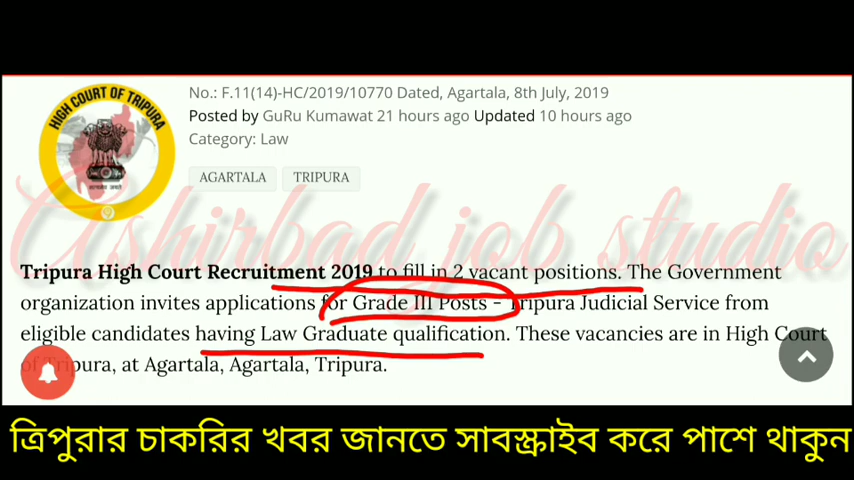 HIGH COURT OF TRIPURA
No.: F.11(14)-HC/2019/10770 Dated, Agartala, 8th July, 2019
Posted by GuRu Kumawat 21 hours ago Updated 10 hours ago
Category: Law
AGARTALA TRIPURA
Ashirbad job studio
Tripura High Court Recruitment 2019 to fill in 2 vacant positions. The Government
organization invites applications for Grade III Posts - Tripura Judicial Service from
eligible candidates having Law Graduate qualification. These vacancies are in High Court
of Tripura, at Agartala, Agartala, Tripura.
ত্রিপুরার চাকরির খবর জানতে সাবস্ক্রাইব করে পাশে থাকুন